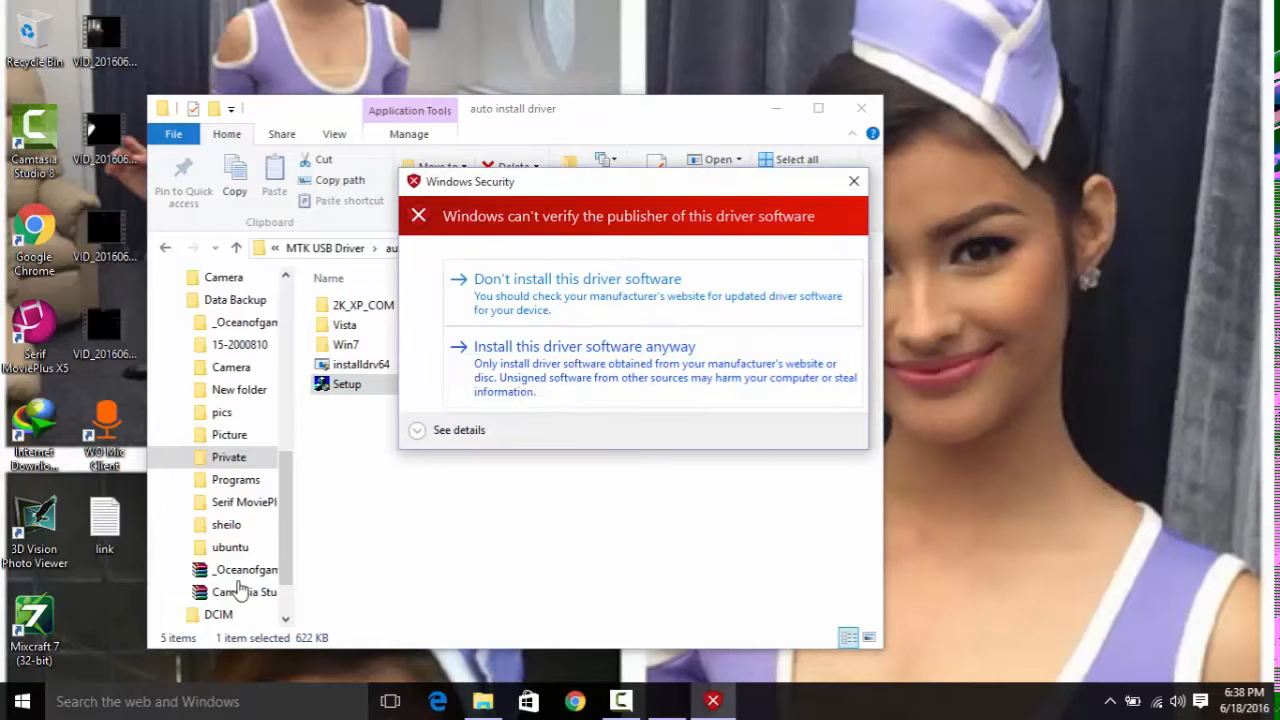 Recycle Bin
VID_201606...
Camtasia
Studio 8
VID_201606...
Google
Chrome
VID_201606...
Serif
MoviePlus X5
VID_201606...
Internet
Downlo...
WO Mic
Client
3D Vision
Photo Viewer
link
Mixcraft 7
(32-bit)
Application Tools
auto install driver
File
Home
Share
View
Manage
Pin to Quick
access
Copy
Paste
Cut
Copy path
Paste shortcut
Clipboard
Move to
Delete
Open
Select all
« MTK USB Driver
Name
Camera
Data Backup
_Oceanofgam
15-2000810
Camera
New folder
pics
Picture
Private
Programs
Serif MoviePl
sheilo
ubuntu
_Oceanofgam
DCIM
2K_XP_COM
Vista
Win7
installdrv64
Setup
5 items
1 item selected 622 KB
Windows Security
Windows can't verify the publisher of this driver software
Don't install this driver software
You should check your manufacturer's website for updated driver software
for your device.
Install this driver software anyway
Only install driver software obtained from your manufacturer's website or
disc. Unsigned software from other sources may harm your computer or steal
information.
See details
Search the web and Windows
6:38 PM
6/18/2016